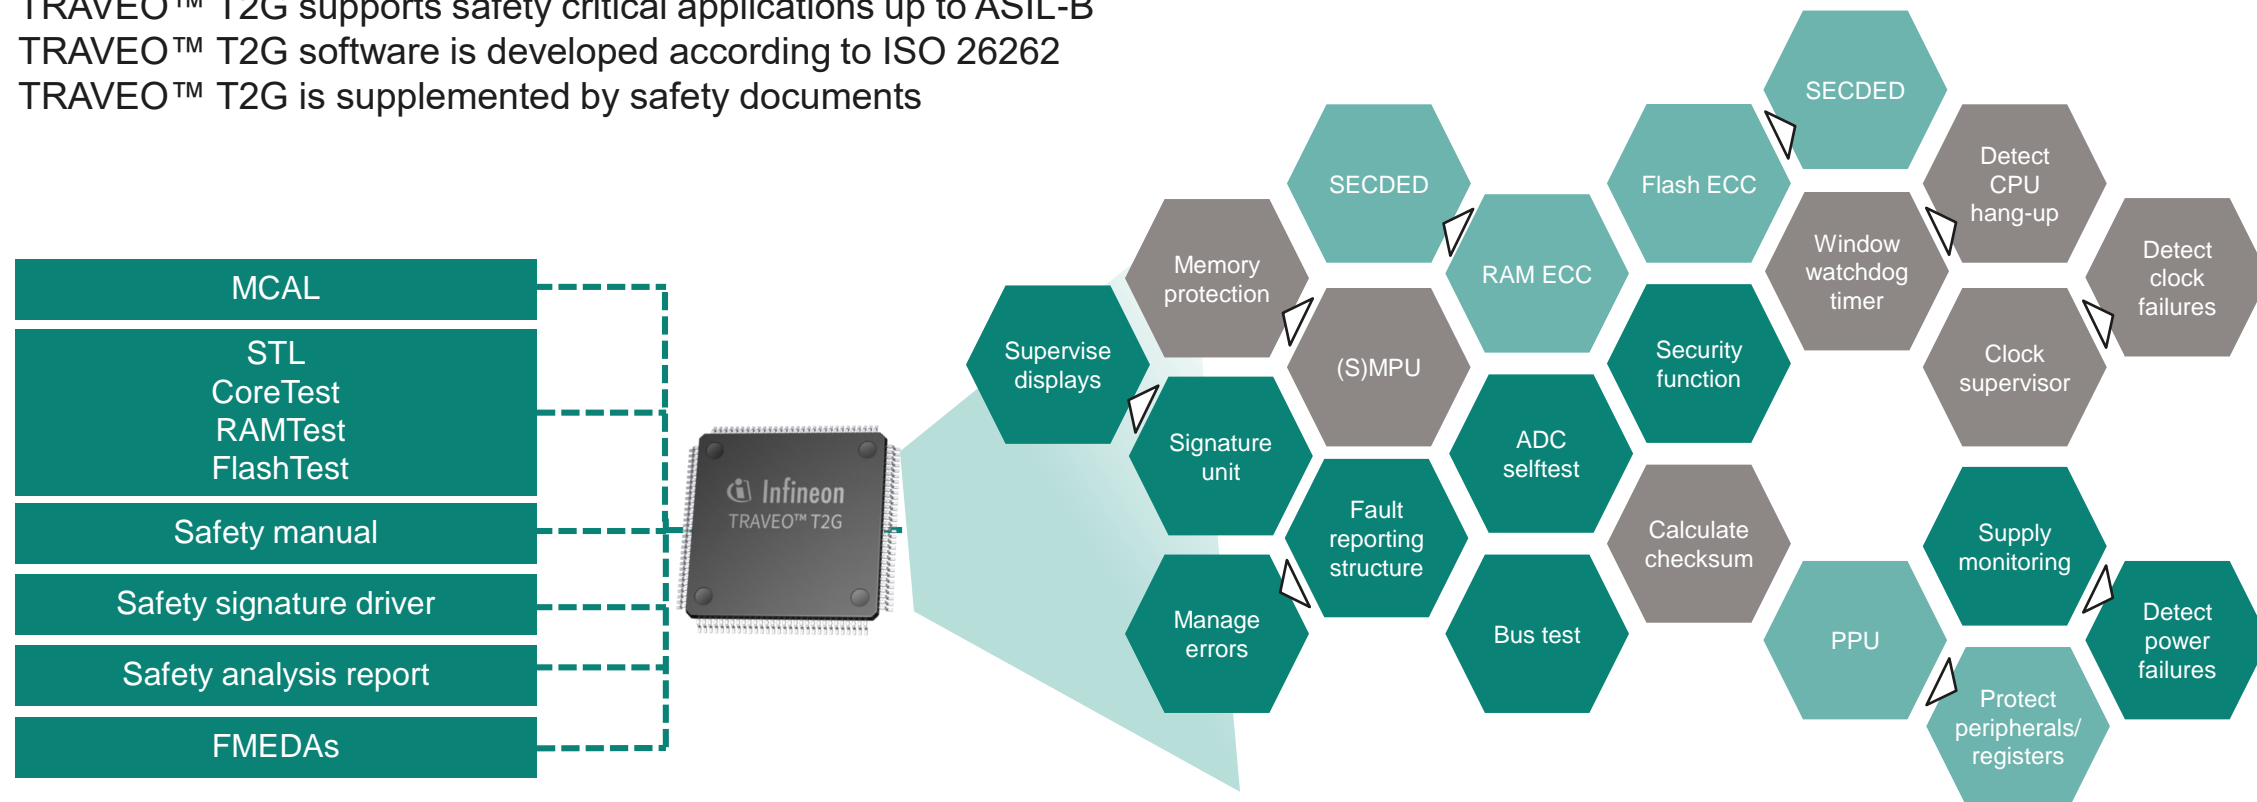 TRAVEO™ T2G supports safety critical applications up to ASIL-B
TRAVEO™ T2G software is developed according to ISO 26262
TRAVEO™ T2G is supplemented by safety documents
MCAL
STL
CoreTest
RAMTest
FlashTest
Safety manual
Safety signature driver
Safety analysis report
FMEDAs
Infineon
TRAVEO™ T2G
Supervise
displays
Memory
protection
Signature
unit
Manage
errors
SECDED
(S)MPU
Fault
reporting
structure
RAM ECC
ADC
selftest
Bus test
Flash ECC
Security
function
Calculate
checksum
SECDED
Window
watchdog
timer
PPU
Detect
CPU
hang-up
Clock
supervisor
Supply
monitoring
Protect
peripherals/
registers
Detect
clock
failures
Detect
power
failures